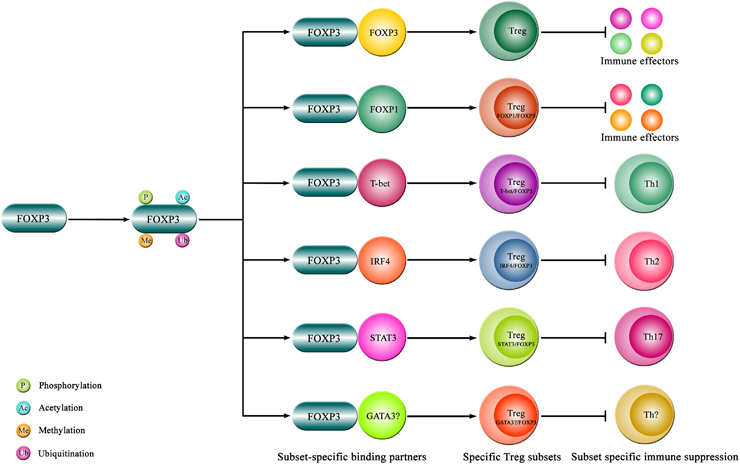 FOXP3 FOXP3 Treg
Immune effectors
FOXP3 FOXP1 Treg
FOXP1/FOXP3
Immune effectors
FOXP3 T-bet Treg Th1
T-bet/FOXP3
P Ac
FOXP3 FOXP3
Me Ub
FOXP3 IRF4 Treg Th2
IRF4/FOXP3
FOXP3 STAT3 Treg Th17
STAT3/FOXP3
P Phosphorylation
Ac Acetylation
Me Methylation
Ub Ubiquitination
FOXP3 GATA3? Treg Th?
GATA3?/FOXP3
Subset-specific binding partners Specific Treg subsets Subset specific immune suppression